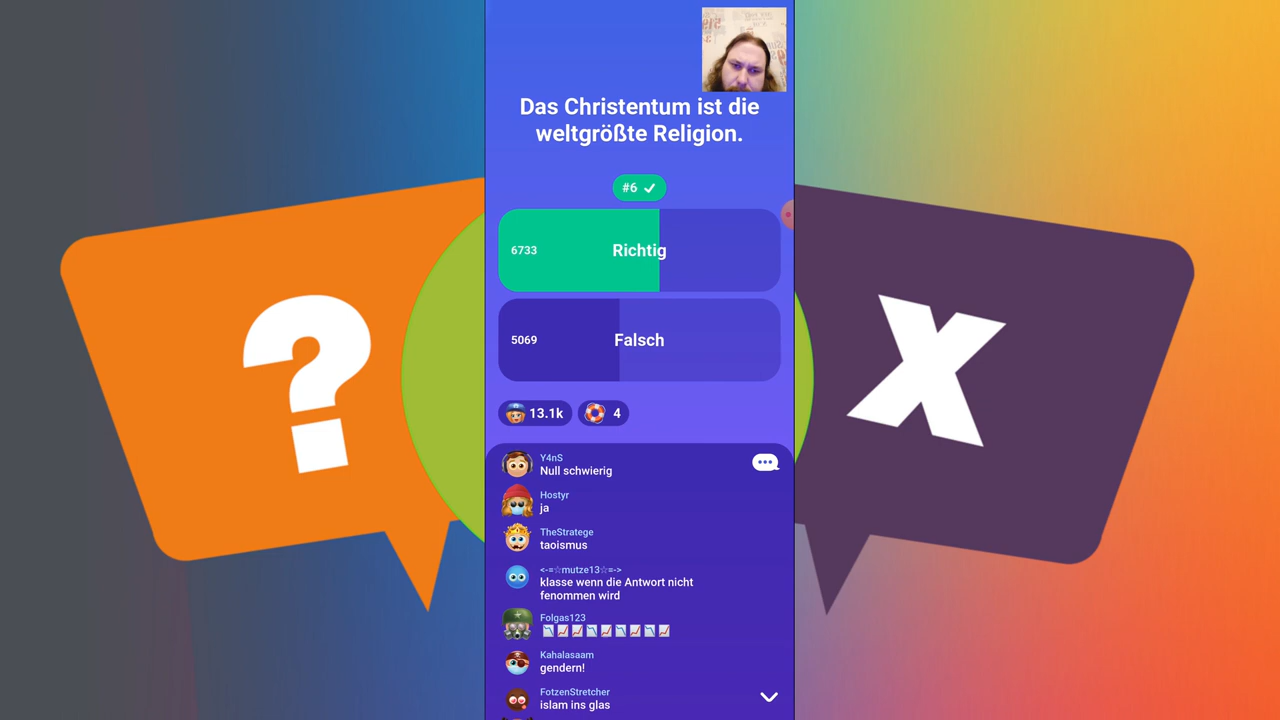 Das Christentum ist die
weltgrößte Religion.
#6
6733 Richtig
5069 Falsch
13.1k 4
Y4nS
Null schwierig
Hostyr
ja
TheStratege
taoismus
<-=☆mutze13☆=->
klasse wenn die Antwort nicht
fenommen wird
Folgas123
Kahalasaam
gendern!
FotzenStretcher
islam ins glas
? X